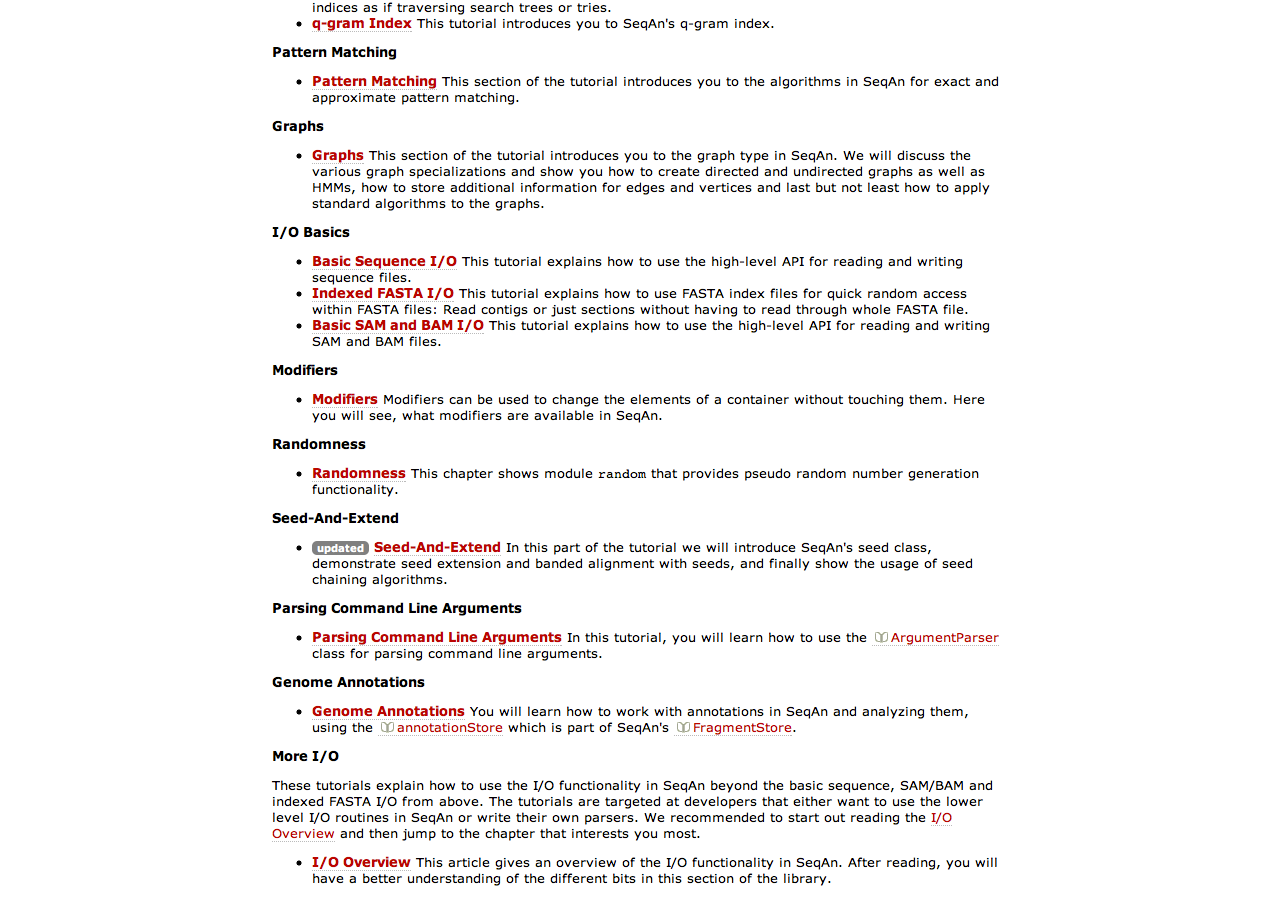 indices as if traversing search trees or tries.
q-gram Index This tutorial introduces you to SeqAn's q-gram index.
Pattern Matching
Pattern Matching This section of the tutorial introduces you to the algorithms in SeqAn for exact and
approximate pattern matching.
Graphs
Graphs This section of the tutorial introduces you to the graph type in SeqAn. We will discuss the
various graph specializations and show you how to create directed and undirected graphs as well as
HMMs, how to store additional information for edges and vertices and last but not least how to apply
standard algorithms to the graphs.
I/O Basics
Basic Sequence I/O This tutorial explains how to use the high-level API for reading and writing
sequence files.
Indexed FASTA I/O This tutorial explains how to use FASTA index files for quick random access
within FASTA files: Read contigs or just sections without having to read through whole FASTA file.
Basic SAM and BAM I/O This tutorial explains how to use the high-level API for reading and writing
SAM and BAM files.
Modifiers
Modifiers Modifiers can be used to change the elements of a container without touching them. Here
you will see, what modifiers are available in SeqAn.
Randomness
Randomness This chapter shows module random that provides pseudo random number generation
functionality.
Seed-And-Extend
updated Seed-And-Extend In this part of the tutorial we will introduce SeqAn's seed class,
demonstrate seed extension and banded alignment with seeds, and finally show the usage of seed
chaining algorithms.
Parsing Command Line Arguments
Parsing Command Line Arguments In this tutorial, you will learn how to use the ArgumentParser
class for parsing command line arguments.
Genome Annotations
Genome Annotations You will learn how to work with annotations in SeqAn and analyzing them,
using the annotationStore which is part of SeqAn's FragmentStore.
More I/O
These tutorials explain how to use the I/O functionality in SeqAn beyond the basic sequence, SAM/BAM and
indexed FASTA I/O from above. The tutorials are targeted at developers that either want to use the lower
level I/O routines in SeqAn or write their own parsers. We recommended to start out reading the I/O
Overview and then jump to the chapter that interests you most.
I/O Overview This article gives an overview of the I/O functionality in SeqAn. After reading, you will
have a better understanding of the different bits in this section of the library.